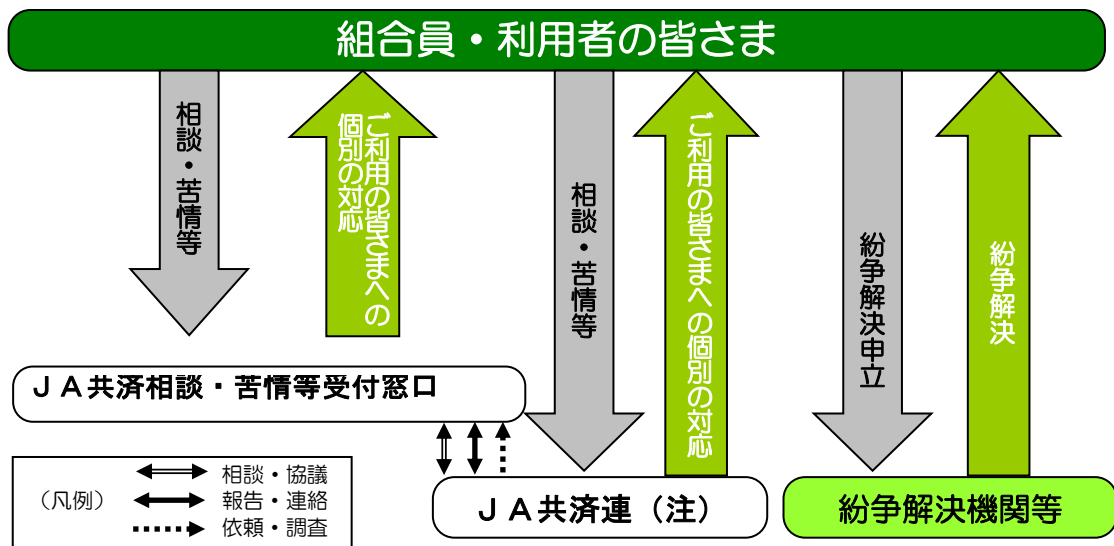 組合員・利用者の皆さま
相談・苦情等
ご利用の皆さまへの
個別の対応
相談・苦情等
ご利用の皆さまへの個別の対応
紛争解決申立
紛争解決
ＪＡ共済相談・苦情等受付窓口
ＪＡ共済連（注）
紛争解決機関等
（凡例）
相談・協議
報告・連絡
依頼・調査